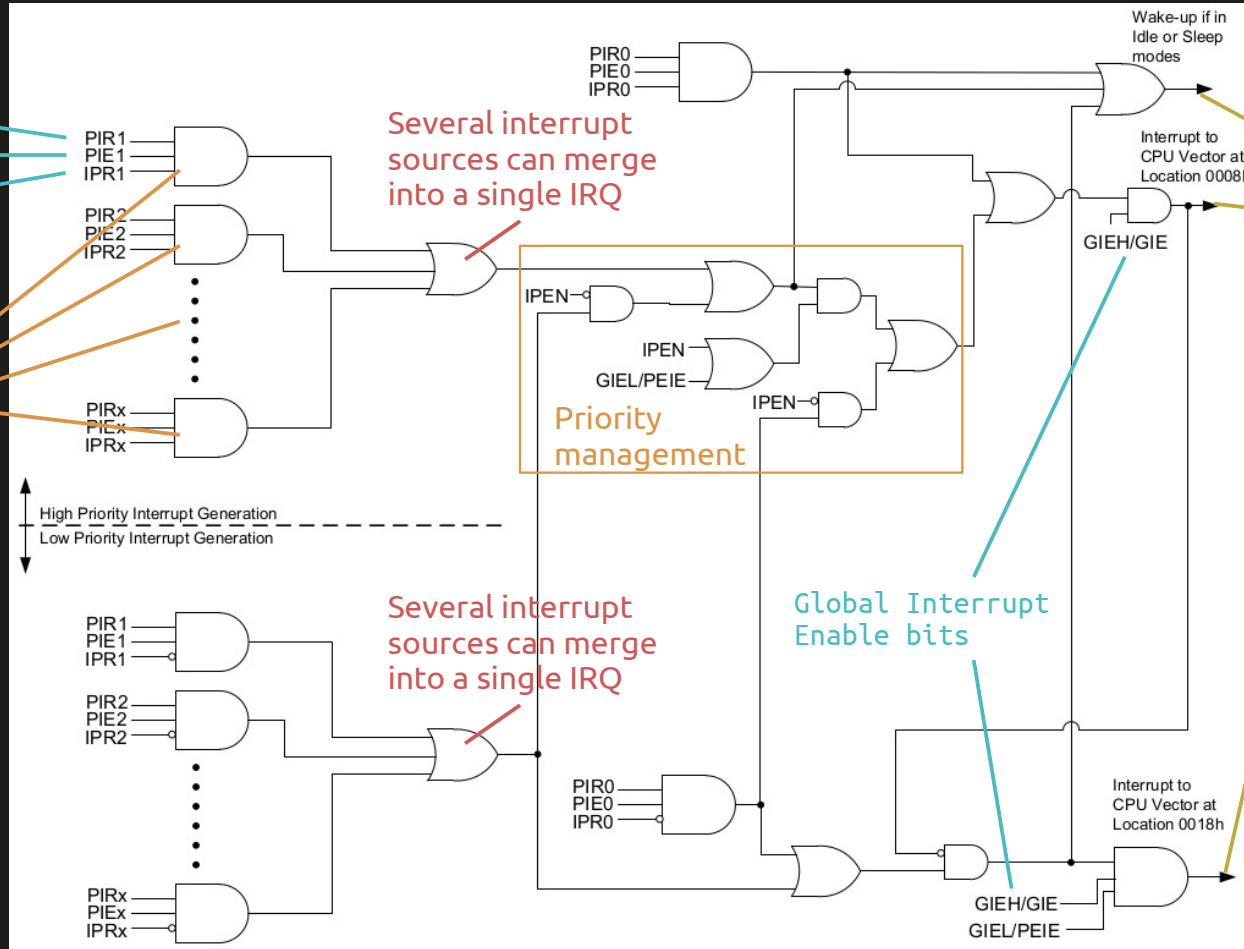 Wake-up if in
Idle or Sleep
modes
PIR0
PIE0
IPR0
Several interrupt
sources can merge
into a single IRQ
PIR1
PIE1
IPR1
Interrupt to
CPU Vector at
Location 0008
PIR2
PIE2
IPR2
GIEH/GIE
IPEN
IPEN
GIEL/PEIE
IPEN
Priority
management
PIRx
PIEx
IPRx
High Priority Interrupt Generation
Low Priority Interrupt Generation
Several interrupt
sources can merge
into a single IRQ
Global Interrupt
Enable bits
PIR1
PIE1
IPR1
PIR2
PIE2
IPR2
PIR0
PIE0
IPR0
Interrupt to
CPU Vector at
Location 0018h
PIRx
PIEx
IPRx
GIEH/GIE
GIEL/PEIE